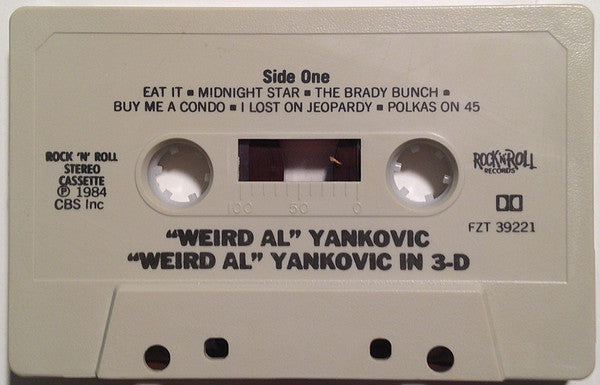 Side One
EAT IT ▪ MIDNIGHT STAR ▪ THE BRADY BUNCH ▪
BUY ME A CONDO ▪ I LOST ON JEOPARDY ▪ POLKAS ON 45
ROCK 'N' ROLL
STEREO
CASSETTE
℗ 1984
CBS Inc
ROCK'N'ROLL
RECORDS
FZT 39221
100 50 0
"WEIRD AL" YANKOVIC
"WEIRD AL" YANKOVIC IN 3-D